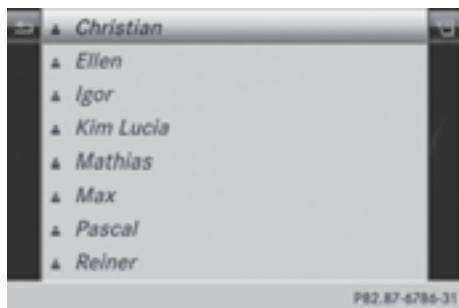 Christian
Ellen
Igor
Kim Lucia
Mathias
Max
Pascal
Reiner
P82.87-6786-31